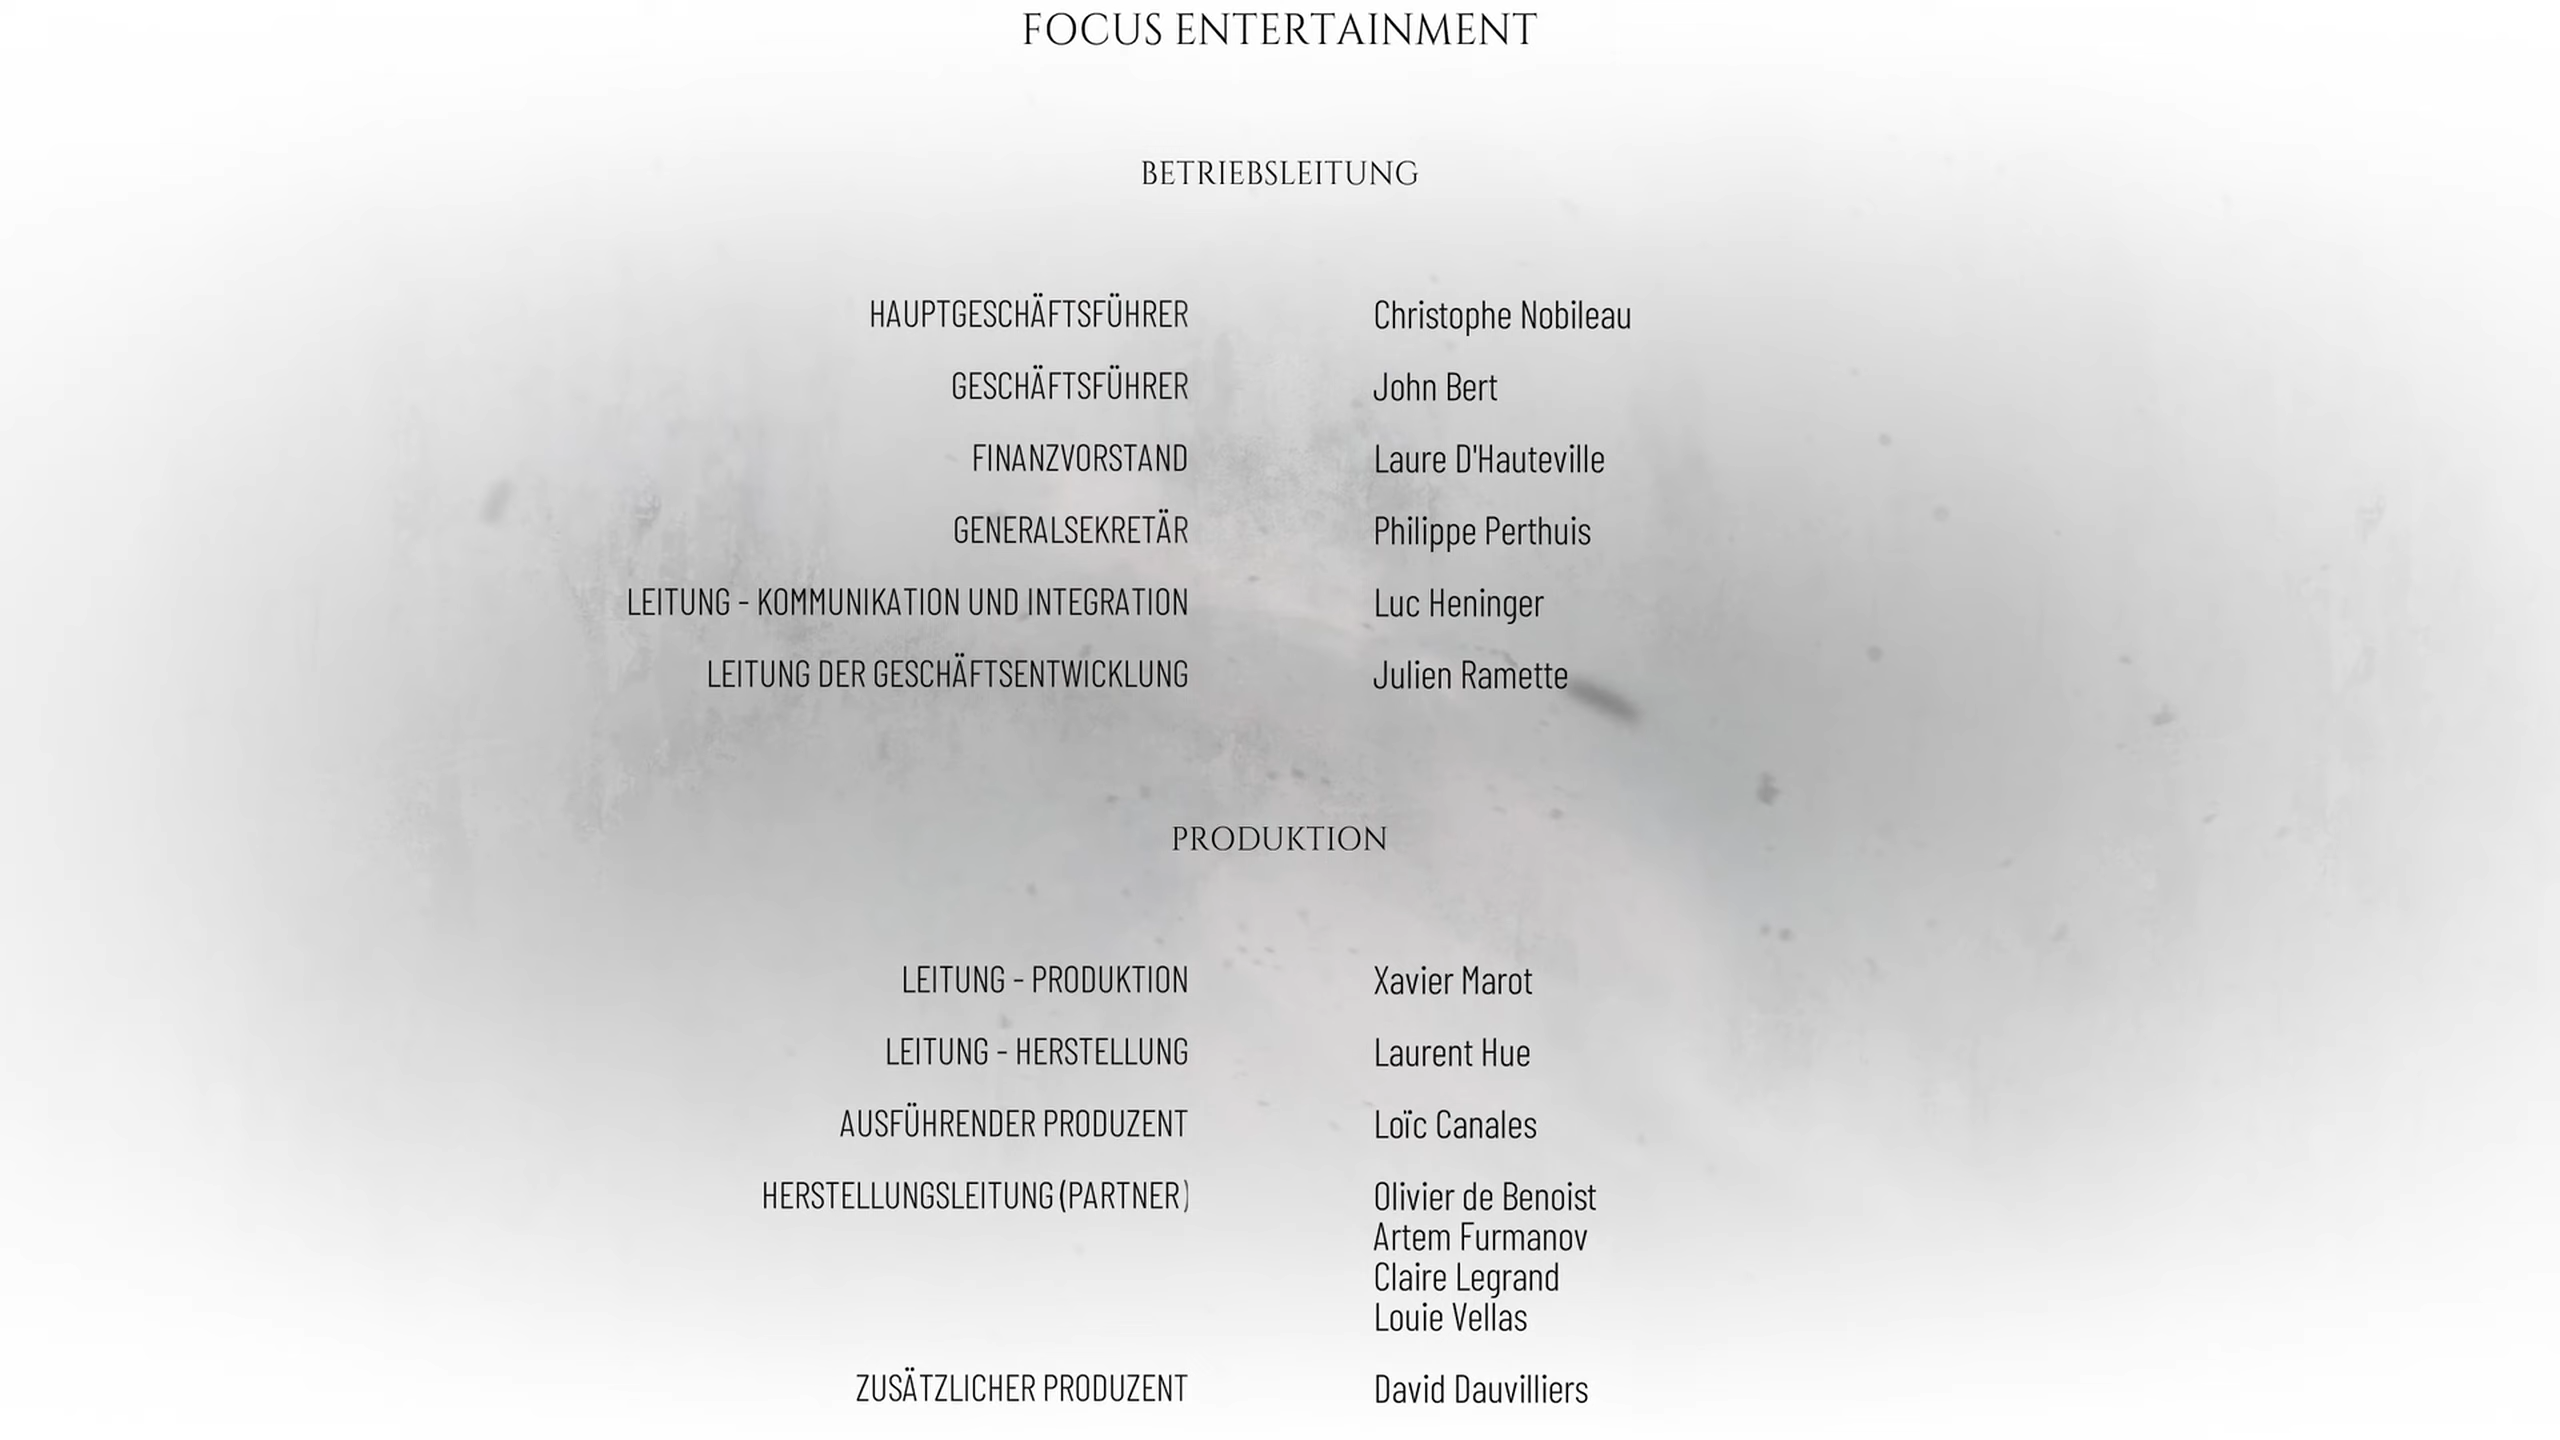 FOCUS ENTERTAINMENT
BETRIEBSLEITUNG
HAUPTGESCHÄFTSFÜHRER Christophe Nobileau
GESCHÄFTSFÜHRER John Bert
FINANZVORSTAND Laure D'Hauteville
GENERALSEKRETÄR Philippe Perthuis
LEITUNG - KOMMUNIKATION UND INTEGRATION Luc Heninger
LEITUNG DER GESCHÄFTSENTWICKLUNG Julien Ramette
PRODUKTION
LEITUNG - PRODUKTION Xavier Marot
LEITUNG - HERSTELLUNG Laurent Hue
AUSFÜHRENDER PRODUZENT Loïc Canales
HERSTELLUNGSLEITUNG (PARTNER) Olivier de Benoist
Artem Furmanov
Claire Legrand
Louie Vellas
ZUSÄTZLICHER PRODUZENT David Dauvilliers